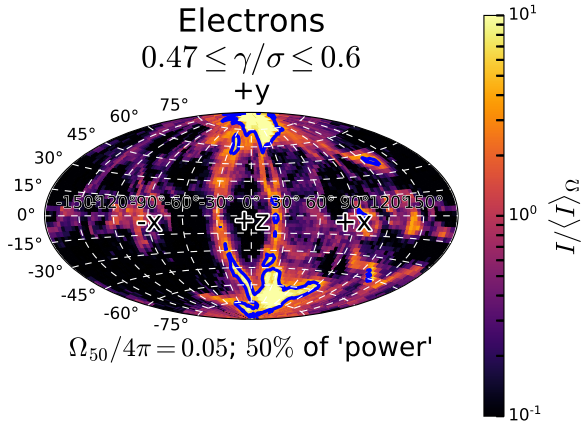 Electrons
0.47 ≤ γ/σ ≤ 0.6
+y
75°
60°
45°
30°
15°
0°
-15°
-30°
-45°
-60°
-75°
-150°-120°-90°-60°-30° 0° 30° 60° 90°120°150°
-x +z +x
Ω₅₀/4π = 0.05; 50% of 'power'
10¹
10⁰
10⁻¹
I/⟨I⟩_Ω